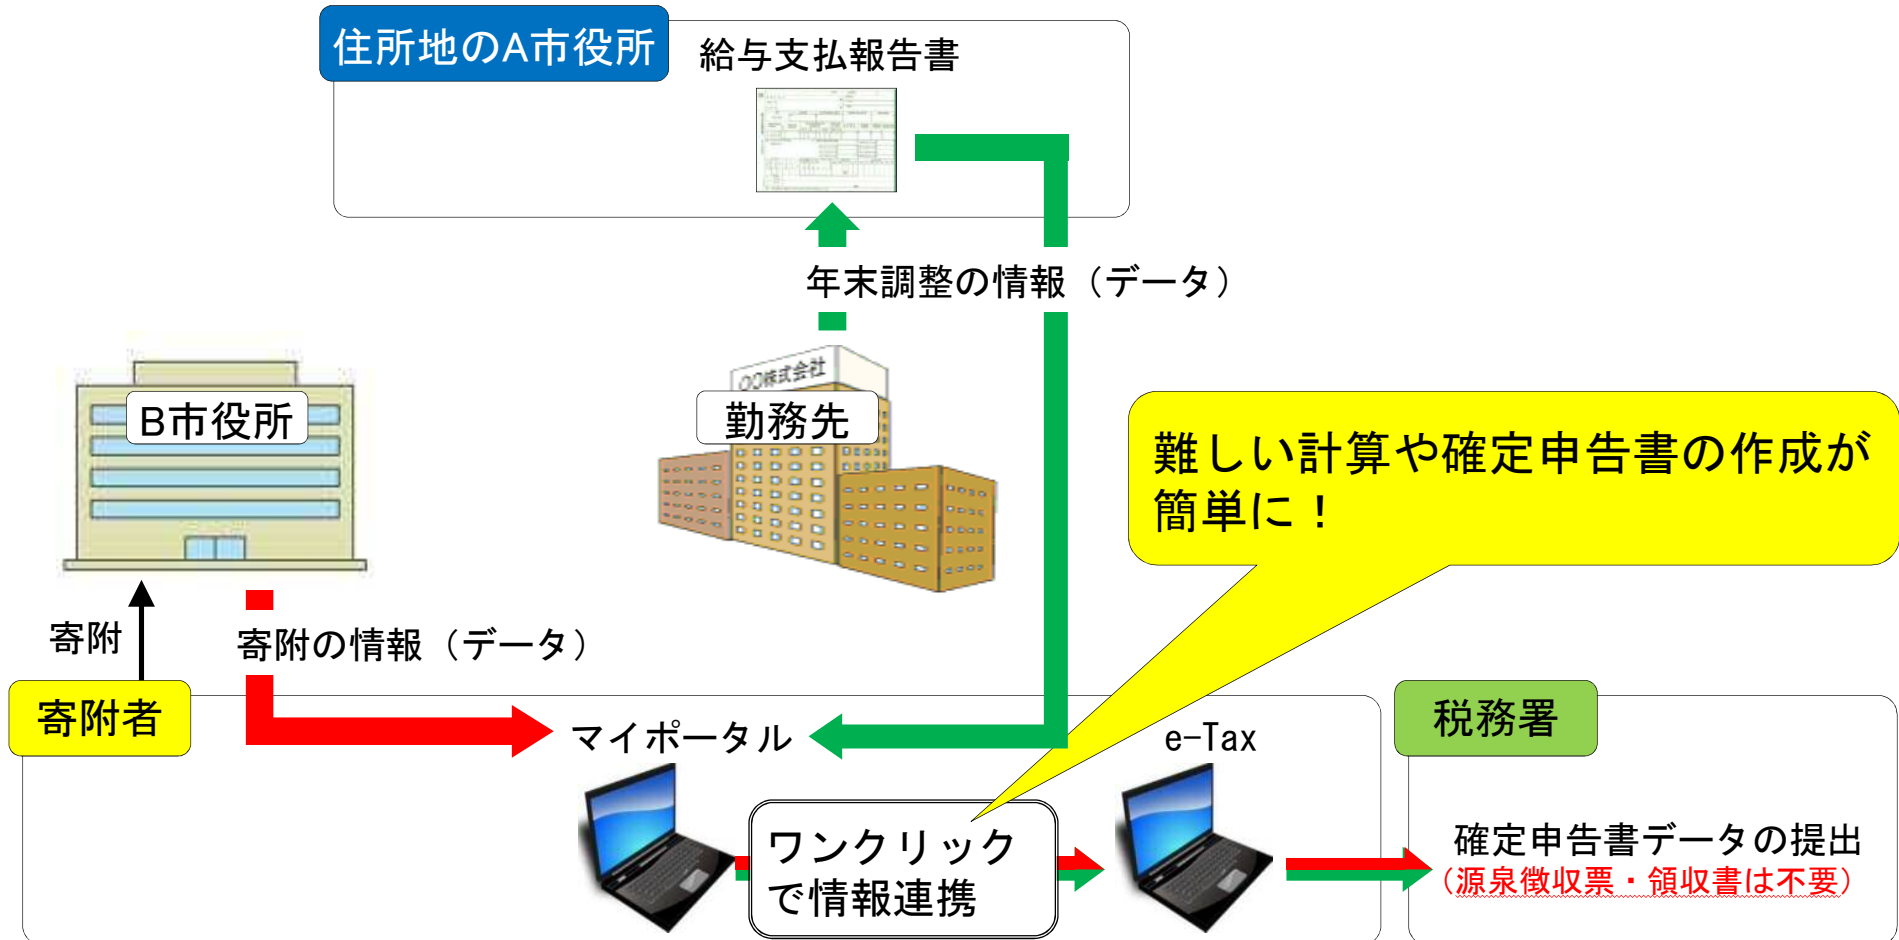 住所地のA市役所
給与支払報告書
年末調整の情報（データ）
〇〇株式会社
B市役所
勤務先
難しい計算や確定申告書の作成が
簡単に！
寄附
寄附の情報（データ）
寄附者
マイポータル
e-Tax
税務署
ワンクリック
で情報連携
確定申告書データの提出
（源泉徴収票・領収書は不要）